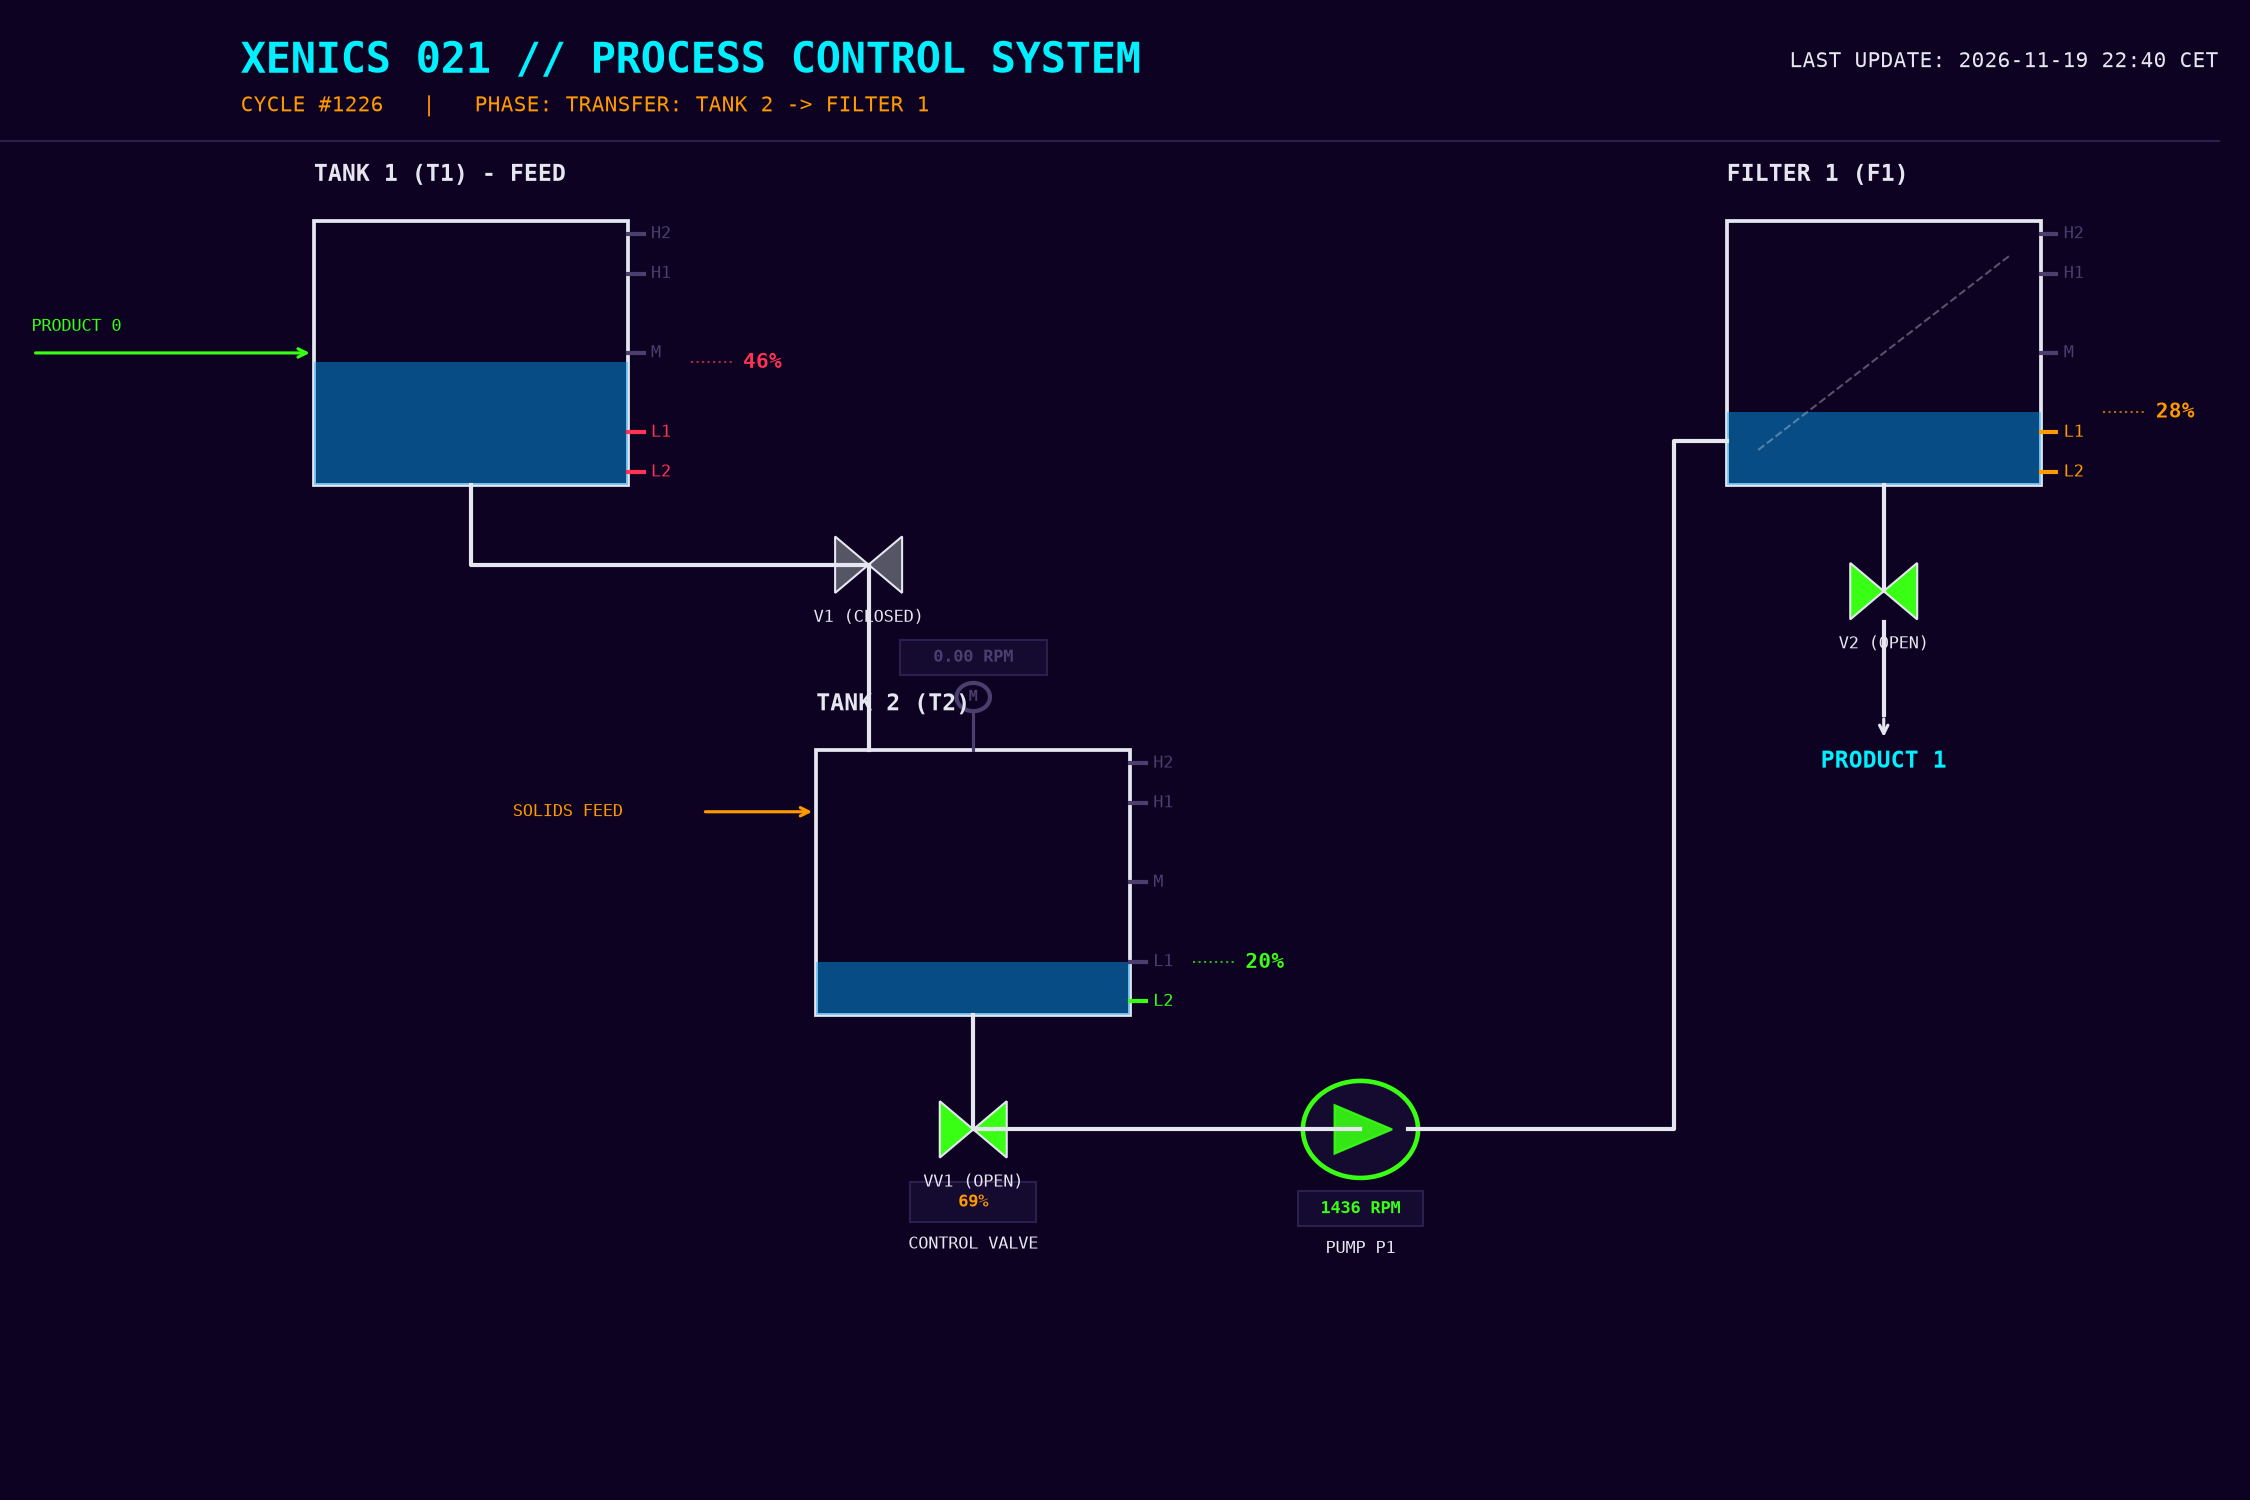 XENICS 021 // PROCESS CONTROL SYSTEM
LAST UPDATE: 2026-11-19 22:40 CET
CYCLE #1226 | PHASE: TRANSFER: TANK 2 -> FILTER 1
TANK 1 (T1) - FEED
FILTER 1 (F1)
H2
H1
M
46%
L1
L2
PRODUCT 0
H2
H1
M
28%
L1
L2
V1 (CLOSED)
V2 (OPEN)
0.00 RPM
M
TANK 2 (T2)
PRODUCT 1
SOLIDS FEED
H2
H1
M
L1
20%
L2
VV1 (OPEN)
69%
CONTROL VALVE
1436 RPM
PUMP P1